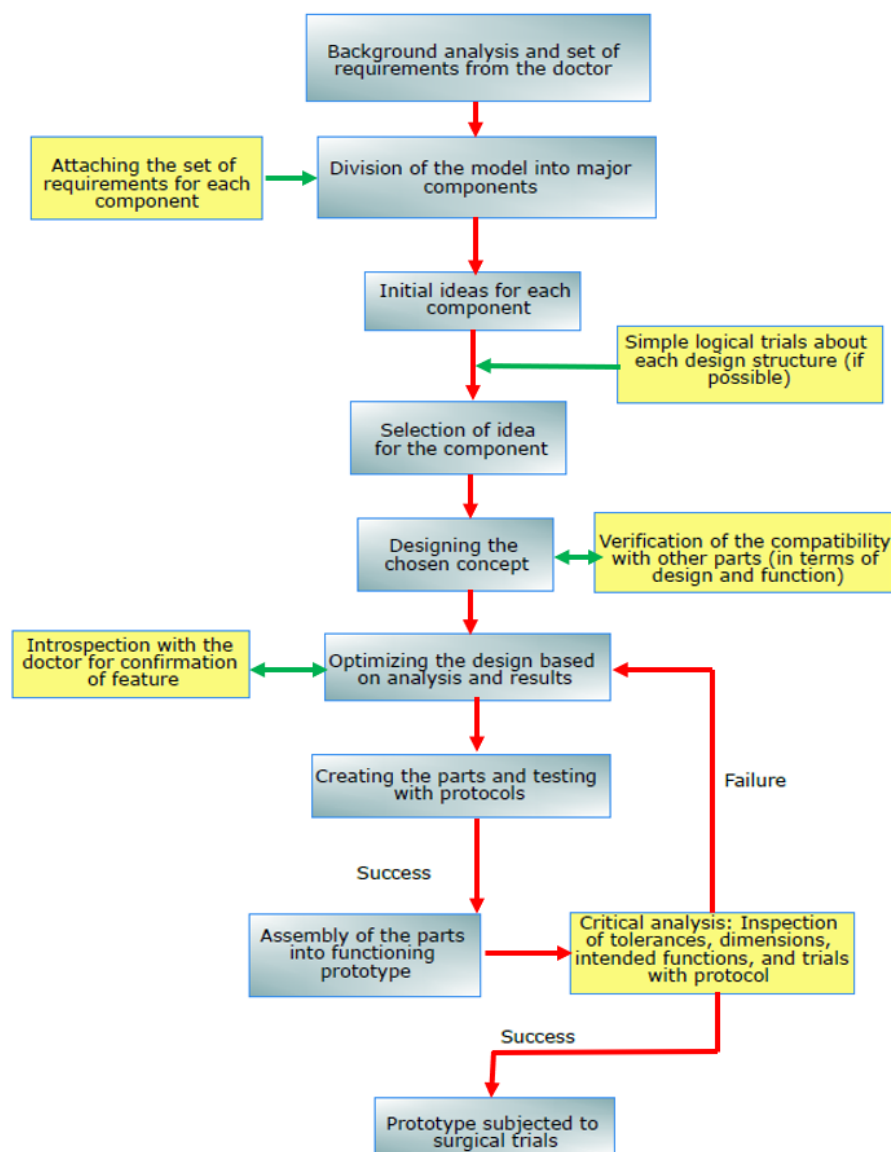 Background analysis and set of
requirements from the doctor
Attaching the set of
requirements for each
component
Division of the model into major
components
Initial ideas for each
component
Simple logical trials about
each design structure (if
possible)
Selection of idea
for the component
Designing the
chosen concept
Verification of the compatibility
with other parts (in terms of
design and function)
Introspection with the
doctor for confirmation
of feature
Optimizing the design based
on analysis and results
Creating the parts and testing
with protocols
Failure
Success
Assembly of the parts
into functioning
prototype
Critical analysis: Inspection
of tolerances, dimensions,
intended functions, and trials
with protocol
Success
Prototype subjected to
surgical trials